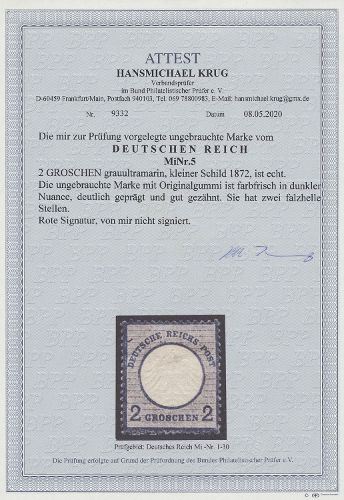 ATTEST
HANSMICHAEL KRUG
Verbandsprüfer
im Bund Philatelistischer Prüfer e. V.
D-60459 Frankfurt/Main, Postfach 940103, Tel. 069 78800983, E-Mail: hansmichael.krug@gmx.de
Nr. 9332 Datum 08.05.2020
Die mir zur Prüfung vorgelegte ungebrauchte Marke vom
DEUTSCHEN REICH
MiNr.5
2 GROSCHEN grauultramarin, kleiner Schild 1872, ist echt.
Die ungebrauchte Marke mit Originalgummi ist farbfrisch in dunkler
Nuance, deutlich geprägt und gut gezähnt. Sie hat zwei falzhelle
Stellen.
Rote Signatur, von mir nicht signiert.
DEUTSCHE REICHS-POST
2 GROSCHEN 2
Prüfgebiet: Deutsches Reich Mi-Nr. 1-30
Die Prüfung erfolgte auf Grund der Prüfordnung des Bundes Philatelistischer Prüfer e.V.